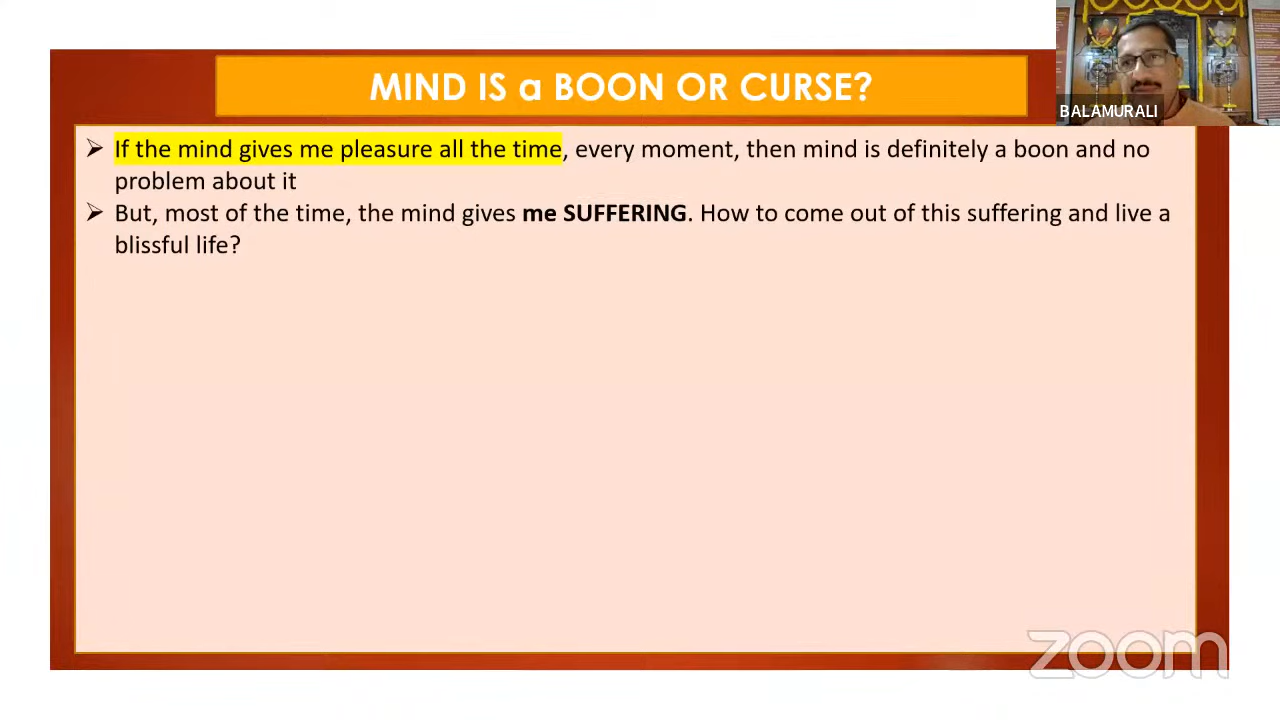 MIND IS a BOON OR CURSE?
BALAMURALI
➢ If the mind gives me pleasure all the time, every moment, then mind is definitely a boon and no
problem about it
➢ But, most of the time, the mind gives me SUFFERING. How to come out of this suffering and live a
blissful life?
zoom